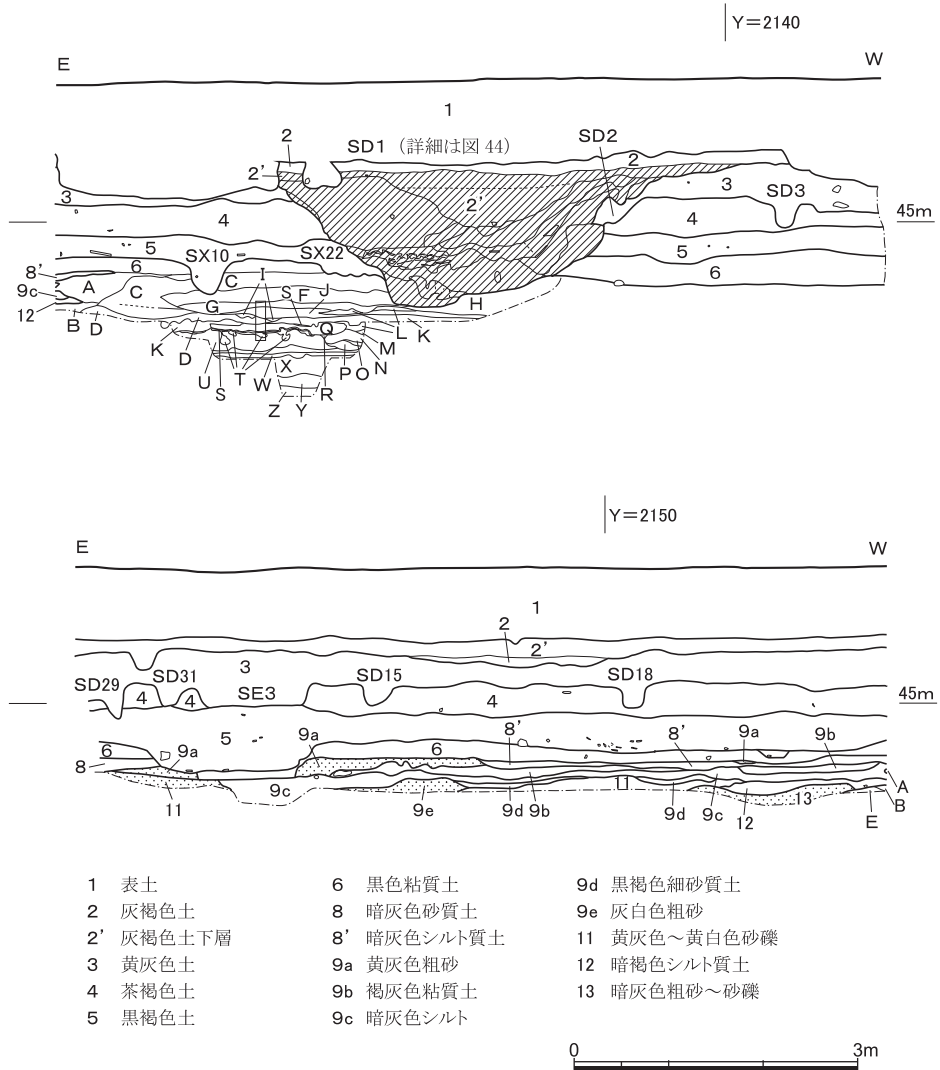 Y=2140
E
W
1
2
SD1 (詳細は図 44)
SD2
2
2'
3
SD3
2'
3
4
4
45m
5
SX10
SX22
5
8'
6
I
6
A
C
C
S
F
J
9c
G
H
12
B
D
K
D
Q
L
K
M
N
U
S
T
W
X
R
P
O
Z
Y
Y=2150
E
W
1
2
2'
3
SD29
SD31
SE3
SD15
SD18
4
4
4
45m
5
6
9a
9a
6
8'
8'
9a
9b
8
11
9c
9e
9d
9b
11
9d
9c
12
13
E
A
B
1 表土
2 灰褐色土
2' 灰褐色土下層
3 黄灰色土
4 茶褐色土
5 黒褐色土
6 黒色粘質土
8 暗灰色砂質土
8' 暗灰色シルト質土
9a 黄灰色粗砂
9b 褐灰色粘質土
9c 暗灰色シルト
9d 黒褐色細砂質土
9e 灰白色粗砂
11 黄灰色～黄白色砂礫
12 暗褐色シルト質土
13 暗灰色粗砂～砂礫
0
3m